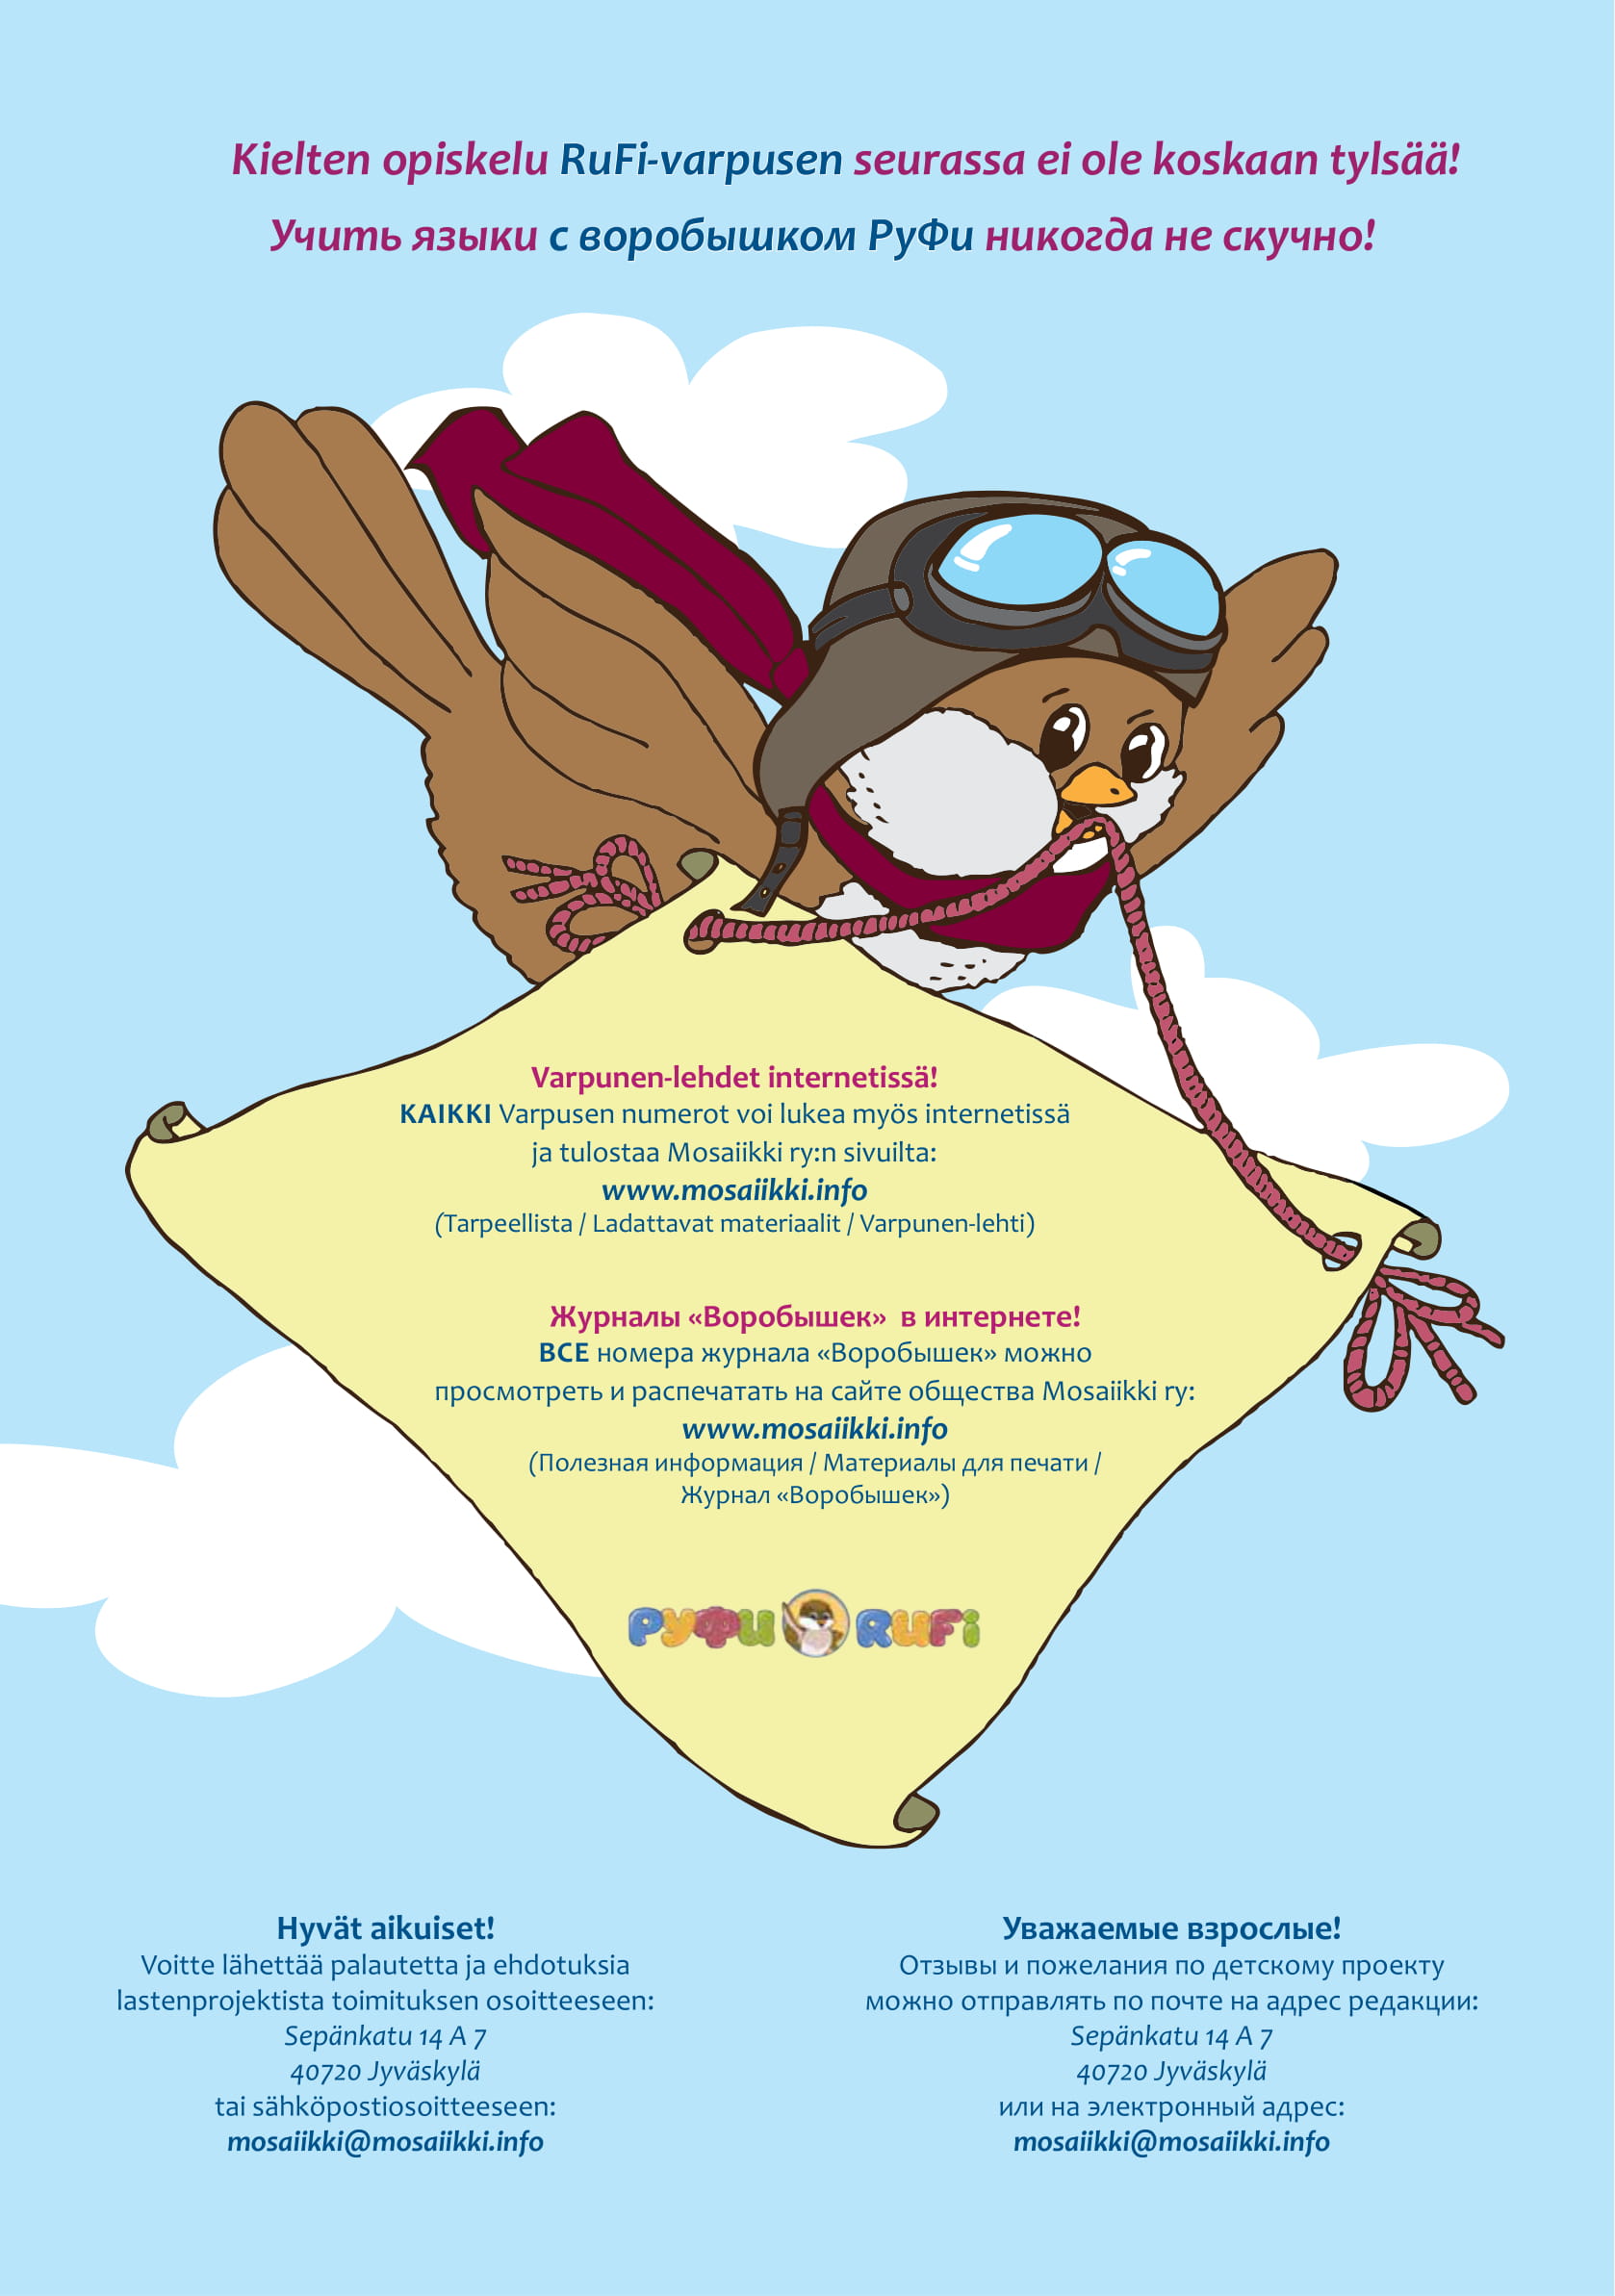 Kielten opiskelu RuFi-varpusen seurassa ei ole koskaan tylsää!
Учить языки с воробышком РуФи никогда не скучно!
Varpunen-lehdet internetissä!
KAIKKI Varpusen numerot voi lukea myös internetissä
ja tulostaa Mosaiikki ry:n sivuilta:
www.mosaiikki.info
(Tarpeellista / Ladattavat materiaalit / Varpunen-lehti)
Журналы «Воробышек» в интернете!
ВСЕ номера журнала «Воробышек» можно
просмотреть и распечатать на сайте общества Mosaiikki ry:
www.mosaiikki.info
(Полезная информация / Материалы для печати /
Журнал «Воробышек»)
РУФИ RUFi
Hyvät aikuiset!
Voitte lähettää palautetta ja ehdotuksia
lastenprojektista toimituksen osoitteeseen:
Sepänkatu 14 A 7
40720 Jyväskylä
tai sähköpostiosoitteeseen:
mosaiikki@mosaiikki.info
Уважаемые взрослые!
Отзывы и пожелания по детскому проекту
можно отправлять по почте на адрес редакции:
Sepänkatu 14 A 7
40720 Jyväskylä
или на электронный адрес:
mosaiikki@mosaiikki.info